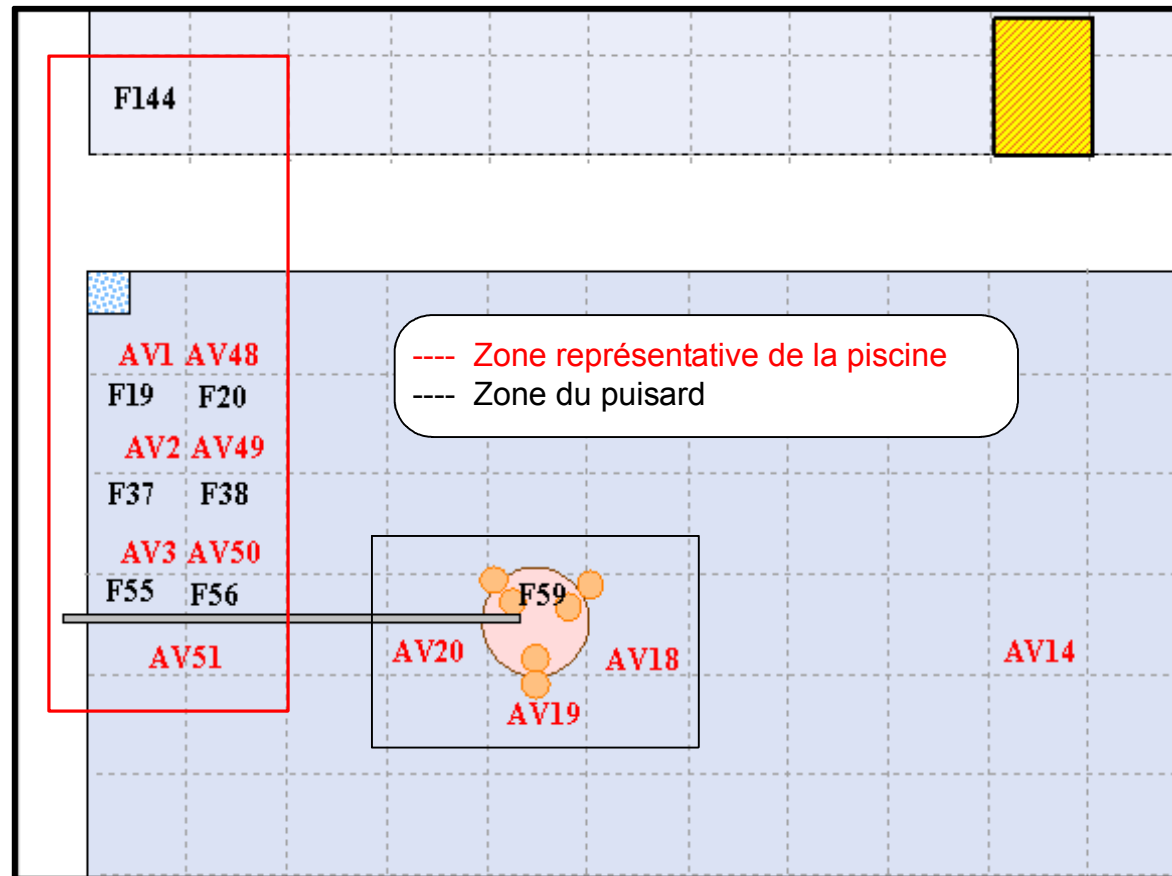 F144
AV1 AV48
---- Zone représentative de la piscine
---- Zone du puisard
F19 F20
AV2 AV49
F37 F38
AV3 AV50
F55 F56 F59
AV51 AV20 AV18 AV14
AV19